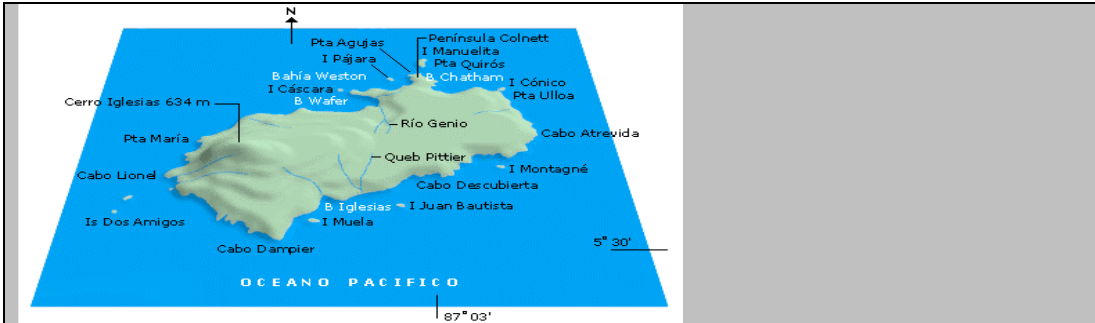 N
Península Colnett
Pta Agujas
I Manuelita
I Pájara
Pta Quirós
Bahía Weston
B Chatham
I Cónico
I Cáscara
Pta Ulloa
B Wafer
Cerro Iglesias 634 m
Río Genio
Cabo Atrevida
Pta María
Queb Pittier
I Montagné
Cabo Lionel
Cabo Descubierta
B Iglesias
I Juan Bautista
Is Dos Amigos
I Muela
Cabo Dampier
5° 30'
OCEANO PACIFICO
87° 03'